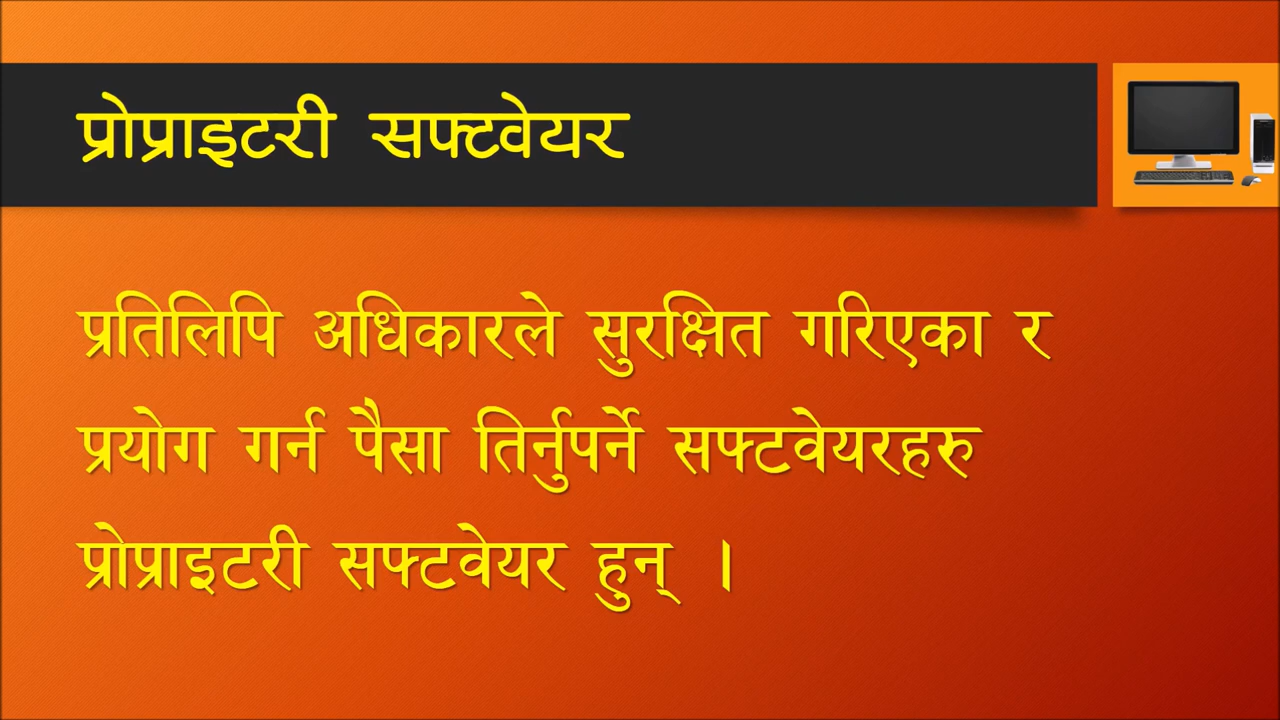 प्रोप्राइटरी सफ्टवेयर
प्रतिलिपि अधिकारले सुरक्षित गरिएका र
प्रयोग गर्न पैसा तिर्नुपर्ने सफ्टवेयरहरु
प्रोप्राइटरी सफ्टवेयर हुन् ।